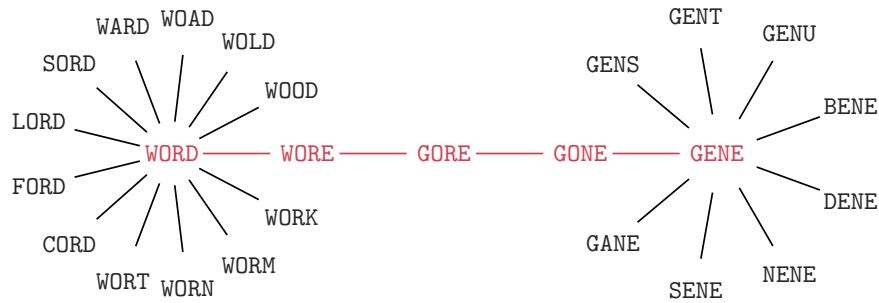 GENT
WOAD
WARD
GENU
WOLD
SORD
GENS
WOOD
BENE
LORD
WORD WORE GORE GONE GENE
FORD
DENE
WORK
CORD
GANE
WORM
WORT
NENE
WORN
SENE